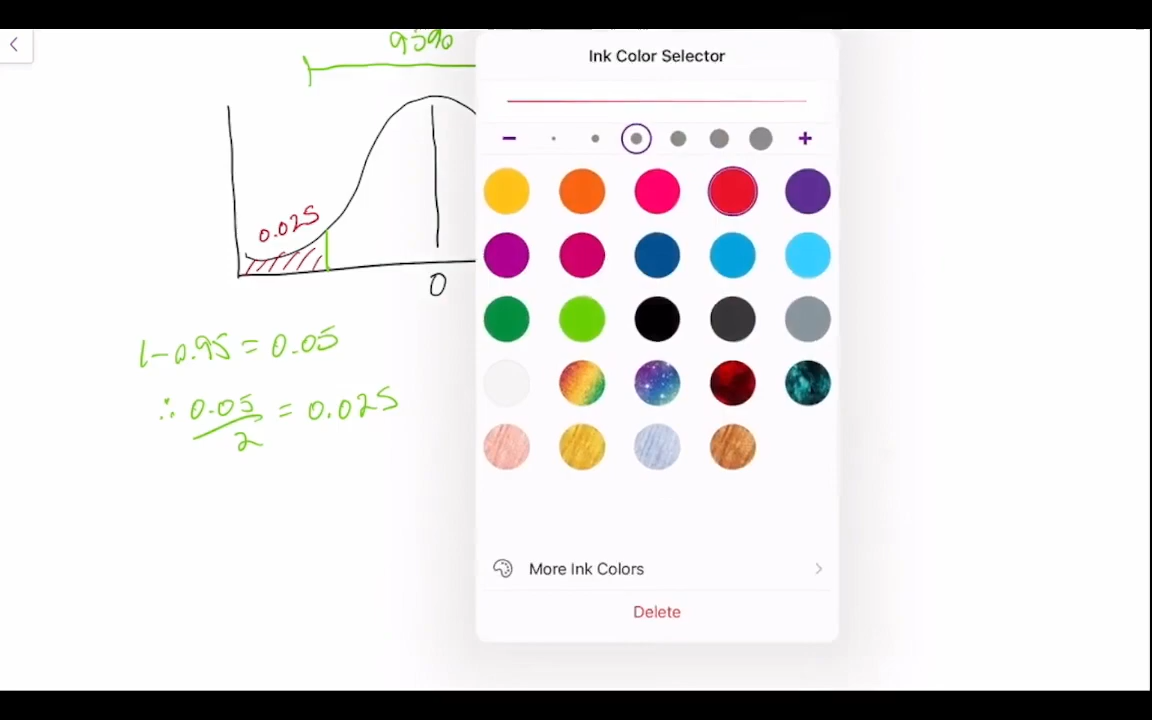 95%
Ink Color Selector
0.025
0
1-0.95 = 0.05
∴ 0.05/2 = 0.025
More Ink Colors
Delete